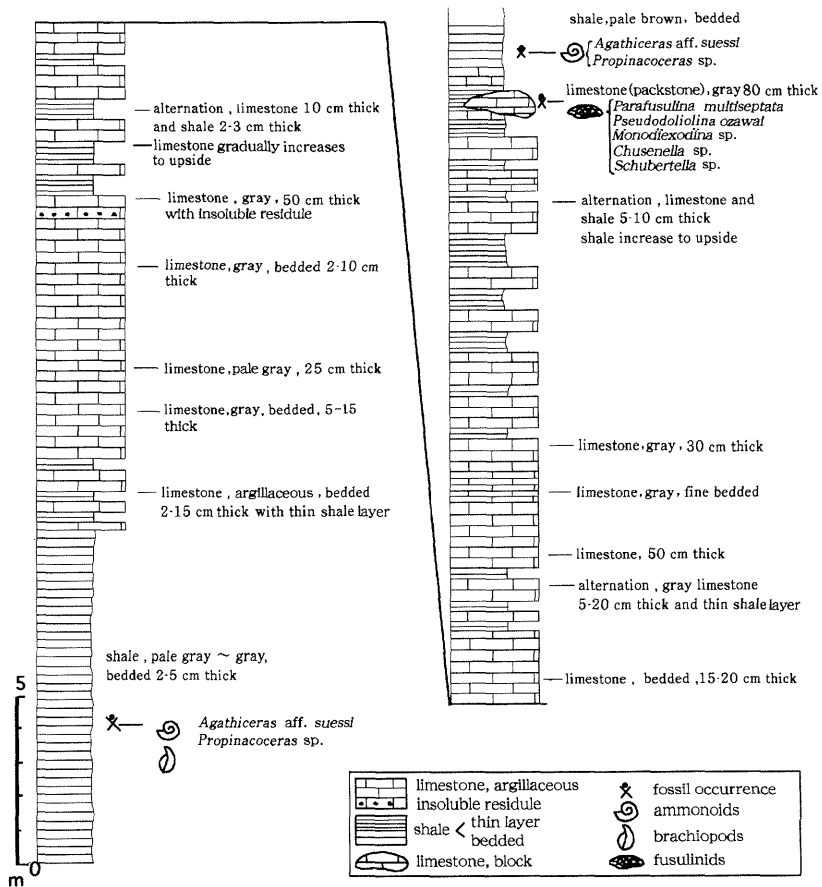 alternation, limestone 10 cm thick
and shale 2-3 cm thick
limestone gradually increases
to upside
limestone, gray, 50 cm thick
with insoluble residule
limestone, gray, bedded 2-10 cm
thick
limestone, pale gray, 25 cm thick
limestone, gray, bedded, 5-15
thick
limestone, argillaceous, bedded
2-15 cm thick with thin shale layer
shale, pale gray ~ gray,
bedded 2-5 cm thick
Agathiceras aff. suessi
Propinacoceras sp.
5
0
m
shale, pale brown, bedded
Agathiceras aff. suessi
Propinacoceras sp.
limestone (packstone), gray 80 cm thick
Parafusulina multiseptata
Pseudodoliolina ozawai
Monodiexodina sp.
Chusenella sp.
Schubertella sp.
alternation, limestone and
shale 5-10 cm thick
shale increase to upside
limestone, gray, 30 cm thick
limestone, gray, fine bedded
limestone, 50 cm thick
alternation, gray limestone
5-20 cm thick and thin shale layer
limestone, bedded, 15-20 cm thick
limestone, argillaceous
insoluble residule
shale < thin layer
bedded
limestone, block
fossil occurrence
ammonoids
brachiopods
fusulinids